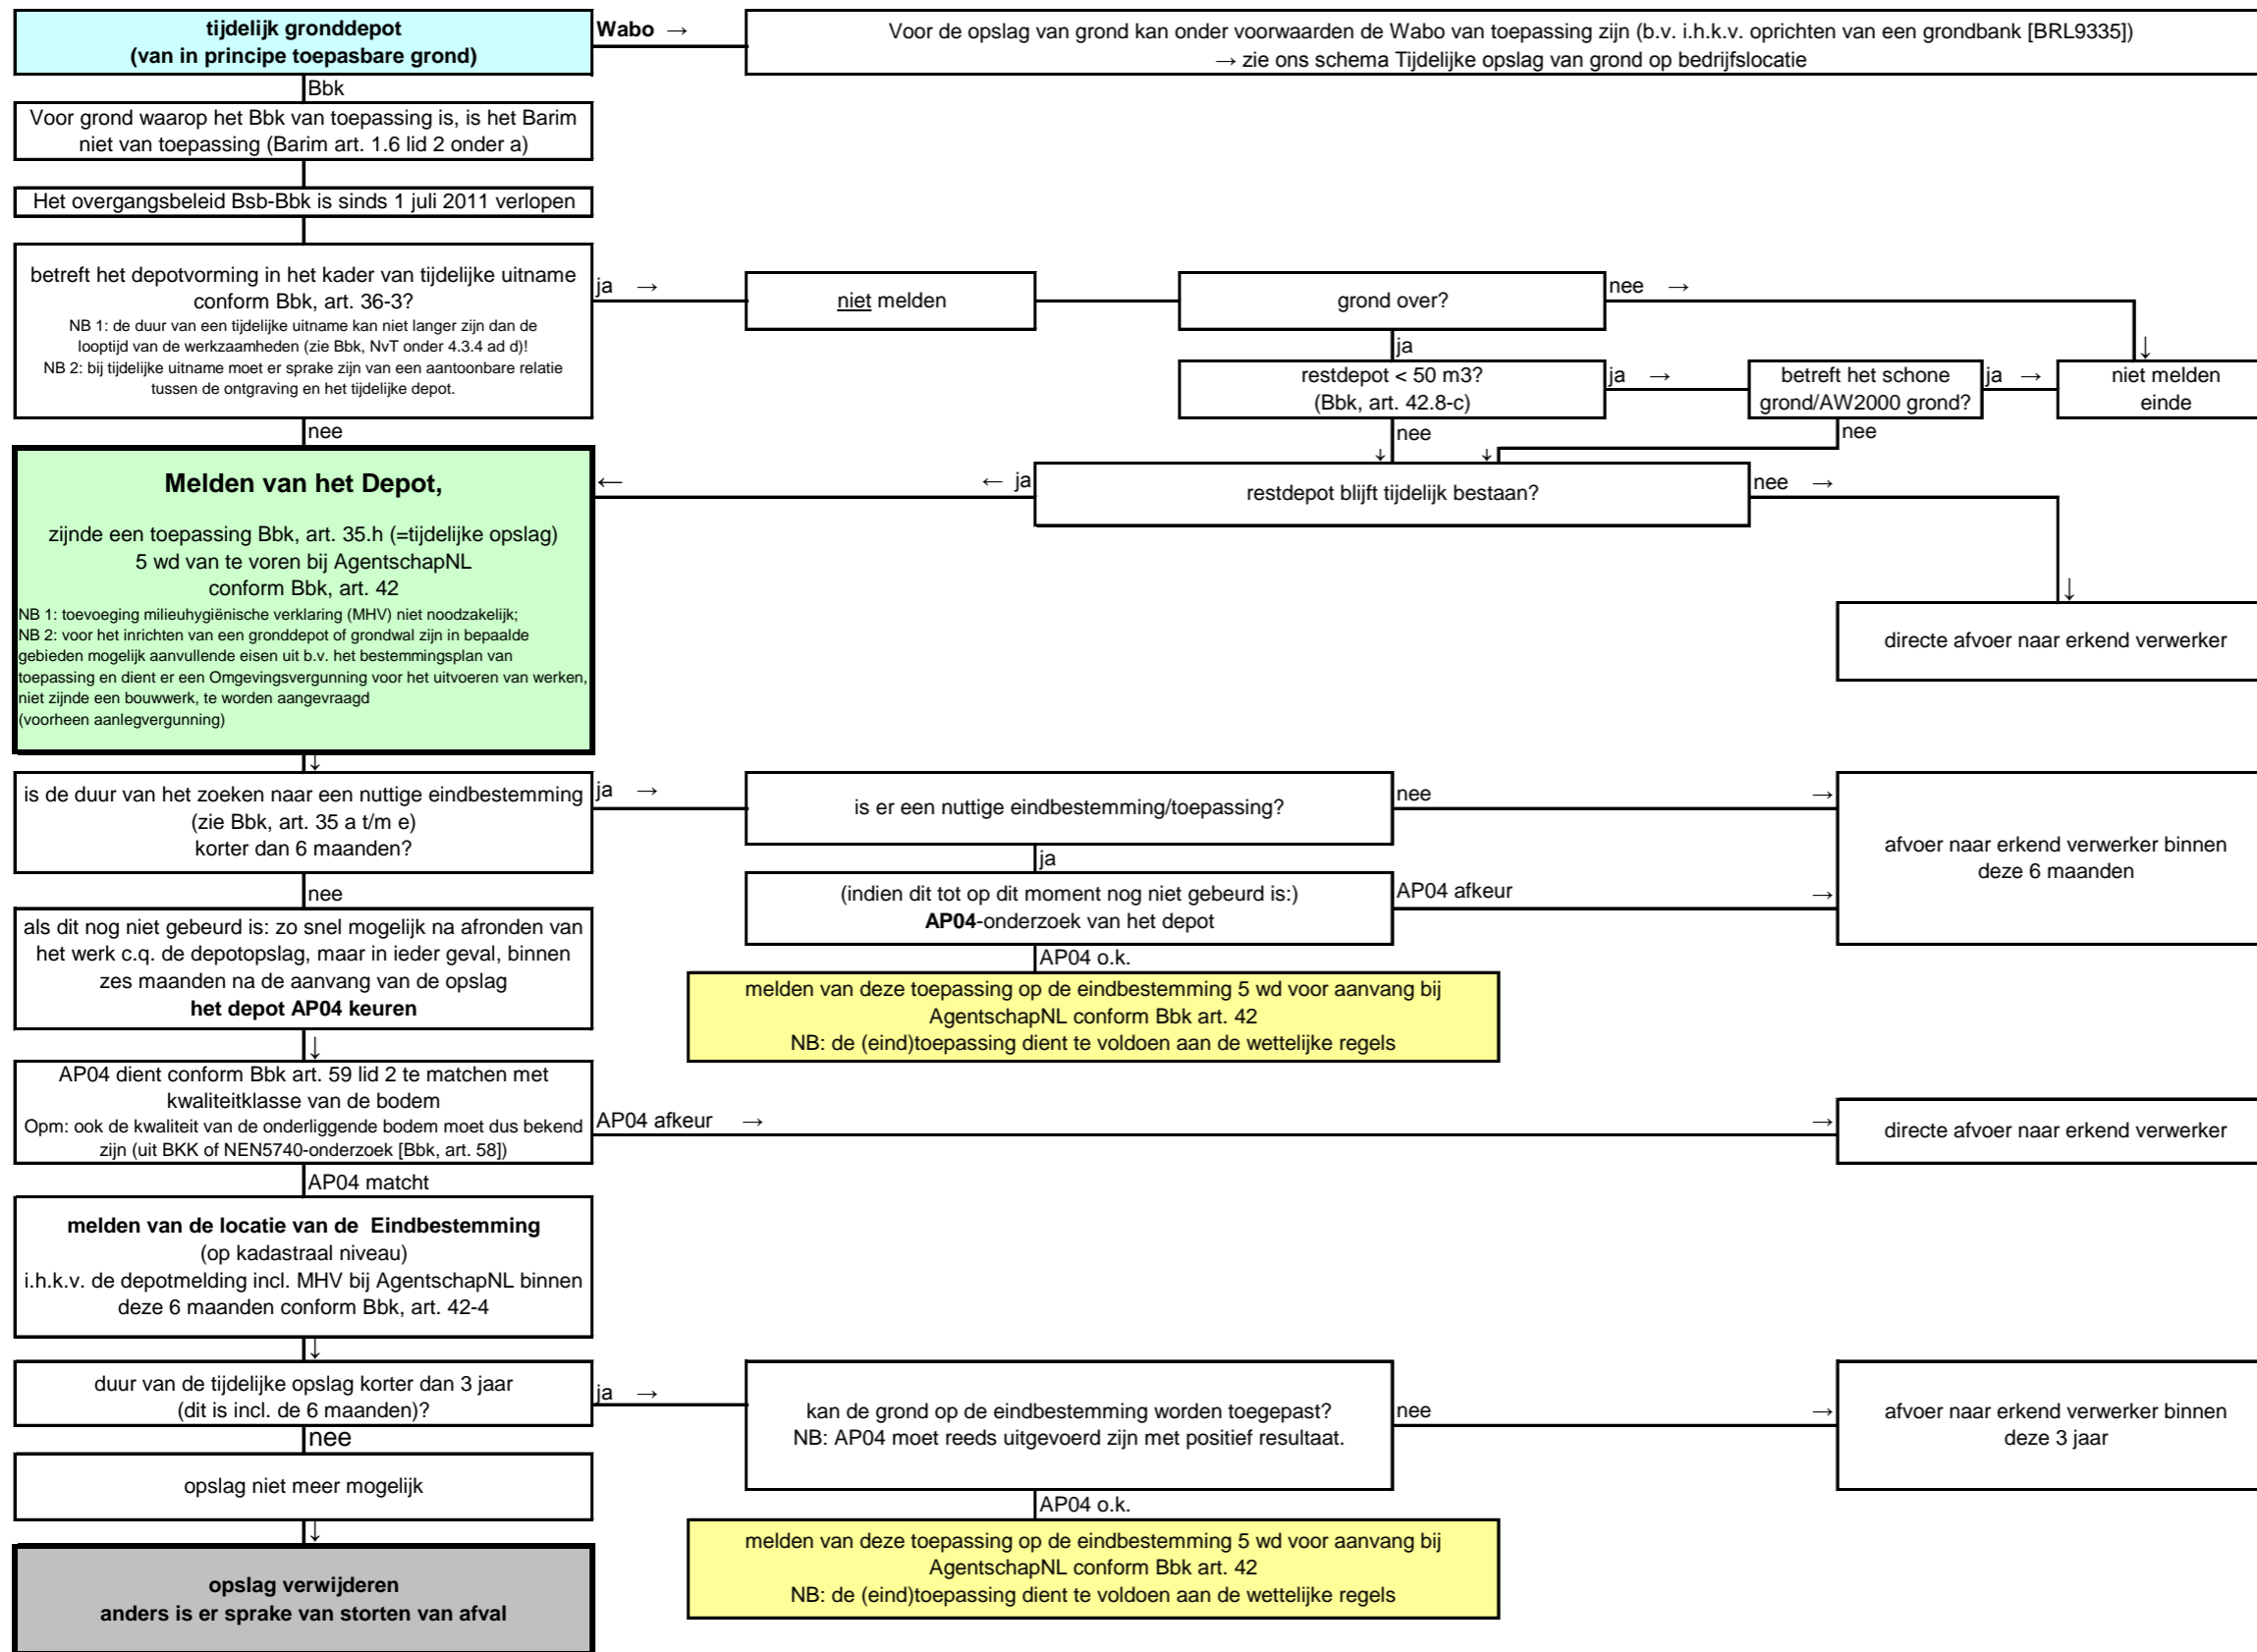 tijdelijk gronddepot
(van in principe toepasbare grond)
Wabo →
Voor de opslag van grond kan onder voorwaarden de Wabo van toepassing zijn (b.v. i.h.k.v. oprichten van een grondbank [BRL9335])
→ zie ons schema Tijdelijke opslag van grond op bedrijfslocatie
Bbk
Voor grond waarop het Bbk van toepassing is, is het Barim
niet van toepassing (Barim art. 1.6 lid 2 onder a)
Het overgangsbeleid Bsb-Bbk is sinds 1 juli 2011 verlopen
betreft het depotvorming in het kader van tijdelijke uitname
conform Bbk, art. 36-3?
NB 1: de duur van een tijdelijke uitname kan niet langer zijn dan de
looptijd van de werkzaamheden (zie Bbk, NvT onder 4.3.4 ad d)!
NB 2: bij tijdelijke uitname moet er sprake zijn van een aantoonbare relatie
tussen de ontgraving en het tijdelijke depot.
ja →
niet melden
grond over?
nee →
ja
restdepot < 50 m3?
(Bbk, art. 42.8-c)
ja →
betreft het schone
grond/AW2000 grond?
ja →
↓
niet melden
einde
nee
nee
nee
↓ ↓
Melden van het Depot,
zijnde een toepassing Bbk, art. 35.h (=tijdelijke opslag)
5 wd van te voren bij AgentschapNL
conform Bbk, art. 42
NB 1: toevoeging milieuhygiënische verklaring (MHV) niet noodzakelijk;
NB 2: voor het inrichten van een gronddepot of grondwal zijn in bepaalde
gebieden mogelijk aanvullende eisen uit b.v. het bestemmingsplan van
toepassing en dient er een Omgevingsvergunning voor het uitvoeren van werken,
niet zijnde een bouwwerk, te worden aangevraagd
(voorheen aanlegvergunning)
←
← ja
restdepot blijft tijdelijk bestaan?
nee →
↓
directe afvoer naar erkend verwerker
↓
is de duur van het zoeken naar een nuttige eindbestemming
(zie Bbk, art. 35 a t/m e)
korter dan 6 maanden?
ja →
is er een nuttige eindbestemming/toepassing?
nee →
afvoer naar erkend verwerker binnen
deze 6 maanden
ja
(indien dit tot op dit moment nog niet gebeurd is:)
AP04-onderzoek van het depot
AP04 afkeur →
nee
als dit nog niet gebeurd is: zo snel mogelijk na afronden van
het werk c.q. de depotopslag, maar in ieder geval, binnen
zes maanden na de aanvang van de opslag
het depot AP04 keuren
AP04 o.k.
melden van deze toepassing op de eindbestemming 5 wd voor aanvang bij
AgentschapNL conform Bbk art. 42
NB: de (eind)toepassing dient te voldoen aan de wettelijke regels
↓
AP04 dient conform Bbk art. 59 lid 2 te matchen met
kwaliteitklasse van de bodem
Opm: ook de kwaliteit van de onderliggende bodem moet dus bekend
zijn (uit BKK of NEN5740-onderzoek [Bbk, art. 58])
AP04 afkeur → →
directe afvoer naar erkend verwerker
AP04 matcht
melden van de locatie van de Eindbestemming
(op kadastraal niveau)
i.h.k.v. de depotmelding incl. MHV bij AgentschapNL binnen
deze 6 maanden conform Bbk, art. 42-4
↓
duur van de tijdelijke opslag korter dan 3 jaar
(dit is incl. de 6 maanden)?
ja →
kan de grond op de eindbestemming worden toegepast?
NB: AP04 moet reeds uitgevoerd zijn met positief resultaat.
nee →
afvoer naar erkend verwerker binnen
deze 3 jaar
nee
opslag niet meer mogelijk
AP04 o.k.
melden van deze toepassing op de eindbestemming 5 wd voor aanvang bij
AgentschapNL conform Bbk art. 42
NB: de (eind)toepassing dient te voldoen aan de wettelijke regels
↓
opslag verwijderen
anders is er sprake van storten van afval